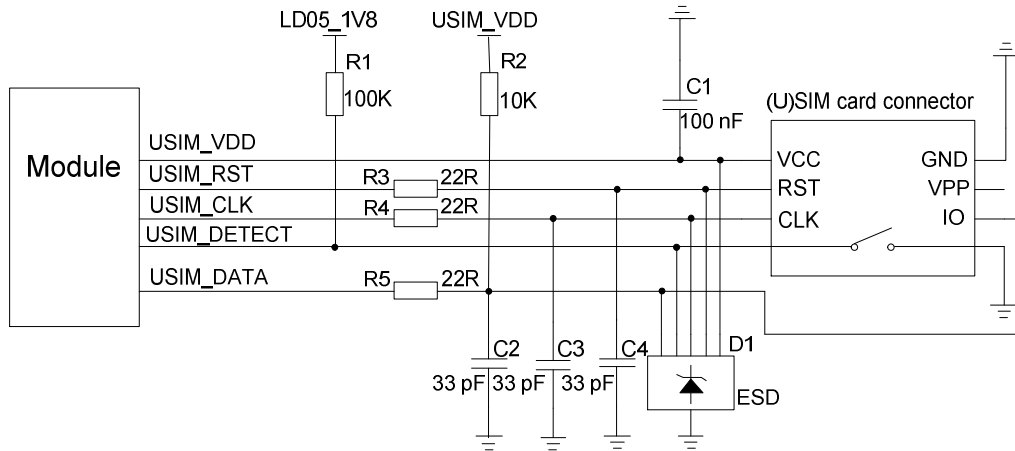 LD05_1V8
USIM_VDD
R1
100K
R2
10K
C1
100 nF
(U)SIM card connector
Module
USIM_VDD
USIM_RST
USIM_CLK
USIM_DETECT
USIM_DATA
R3
22R
R4
22R
R5
22R
VCC
GND
RST
VPP
CLK
IO
C2
33 pF
C3
33 pF
C4
33 pF
D1
ESD